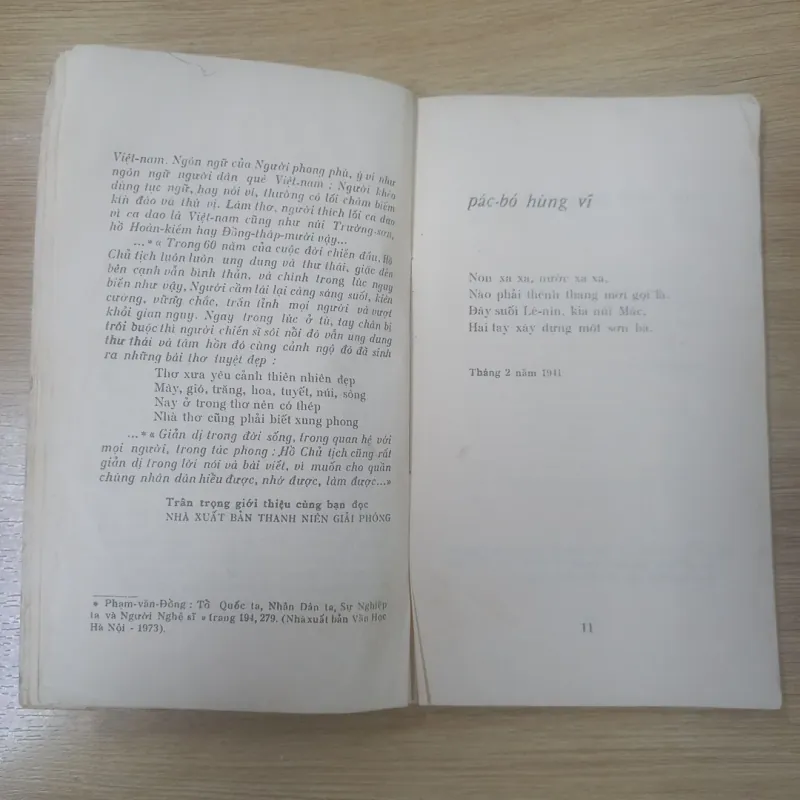 Việt-nam. Ngôn ngữ của Người phong phú, ý vị như
ngôn ngữ người dân quê Việt-nam ; Người khéo
dùng tục ngữ, hay nói ví, thường có lối châm biếm
kín đáo và thú vị. Làm thơ, người thích lối ca dao
vì ca dao là Việt-nam cũng như núi Trường-sơn,
hồ Hoàn-kiếm hay Đồng-tháp-mười vậy...
...*« Trong 60 năm của cuộc đời chiến đấu, Hồ
Chủ tịch luôn luôn ung dung và thư thái, giặc đến
bên cạnh vẫn bình thản, và chính trong lúc nguy
biến như vậy, Người cầm lái lại càng sáng suốt, kiên
cương, vững chắc, trấn tĩnh mọi người và vượt
khỏi gian nguy. Ngay trong lúc ở tù, tay chân bị
trói buộc thì người chiến sĩ sôi nổi đó vẫn ung dung
thư thái và tâm hồn đó cùng cảnh ngộ đó đã sinh
ra những bài thơ tuyệt đẹp :
Thơ xưa yêu cảnh thiên nhiên đẹp
Mây, gió, trăng, hoa, tuyết, núi, sông
Nay ở trong thơ nên có thép
Nhà thơ cũng phải biết xung phong
...*« Giản dị trong đời sống, trong quan hệ với
mọi người, trong tác phong ; Hồ Chủ tịch cũng rất
giản dị trong lời nói và bài viết, vì muốn cho quần
chúng nhân dân hiểu được, nhớ được, làm được...»
Trân trọng giới thiệu cùng bạn đọc
NHÀ XUẤT BẢN THANH NIÊN GIẢI PHÓNG
* Phạm-văn-Đồng : Tổ Quốc ta, Nhân Dân ta, Sự Nghiệp
ta và Người Nghệ sĩ « trang 194, 279. (Nhà xuất bản Văn Học
Hà Nội - 1973).
pác-bó hùng vĩ
Non xa xa, nước xa xa,
Nào phải thênh thang mới gọi là.
Đây suối Lê-nin, kia núi Mác,
Hai tay xây dựng một sơn hà.
Tháng 2 năm 1941
11